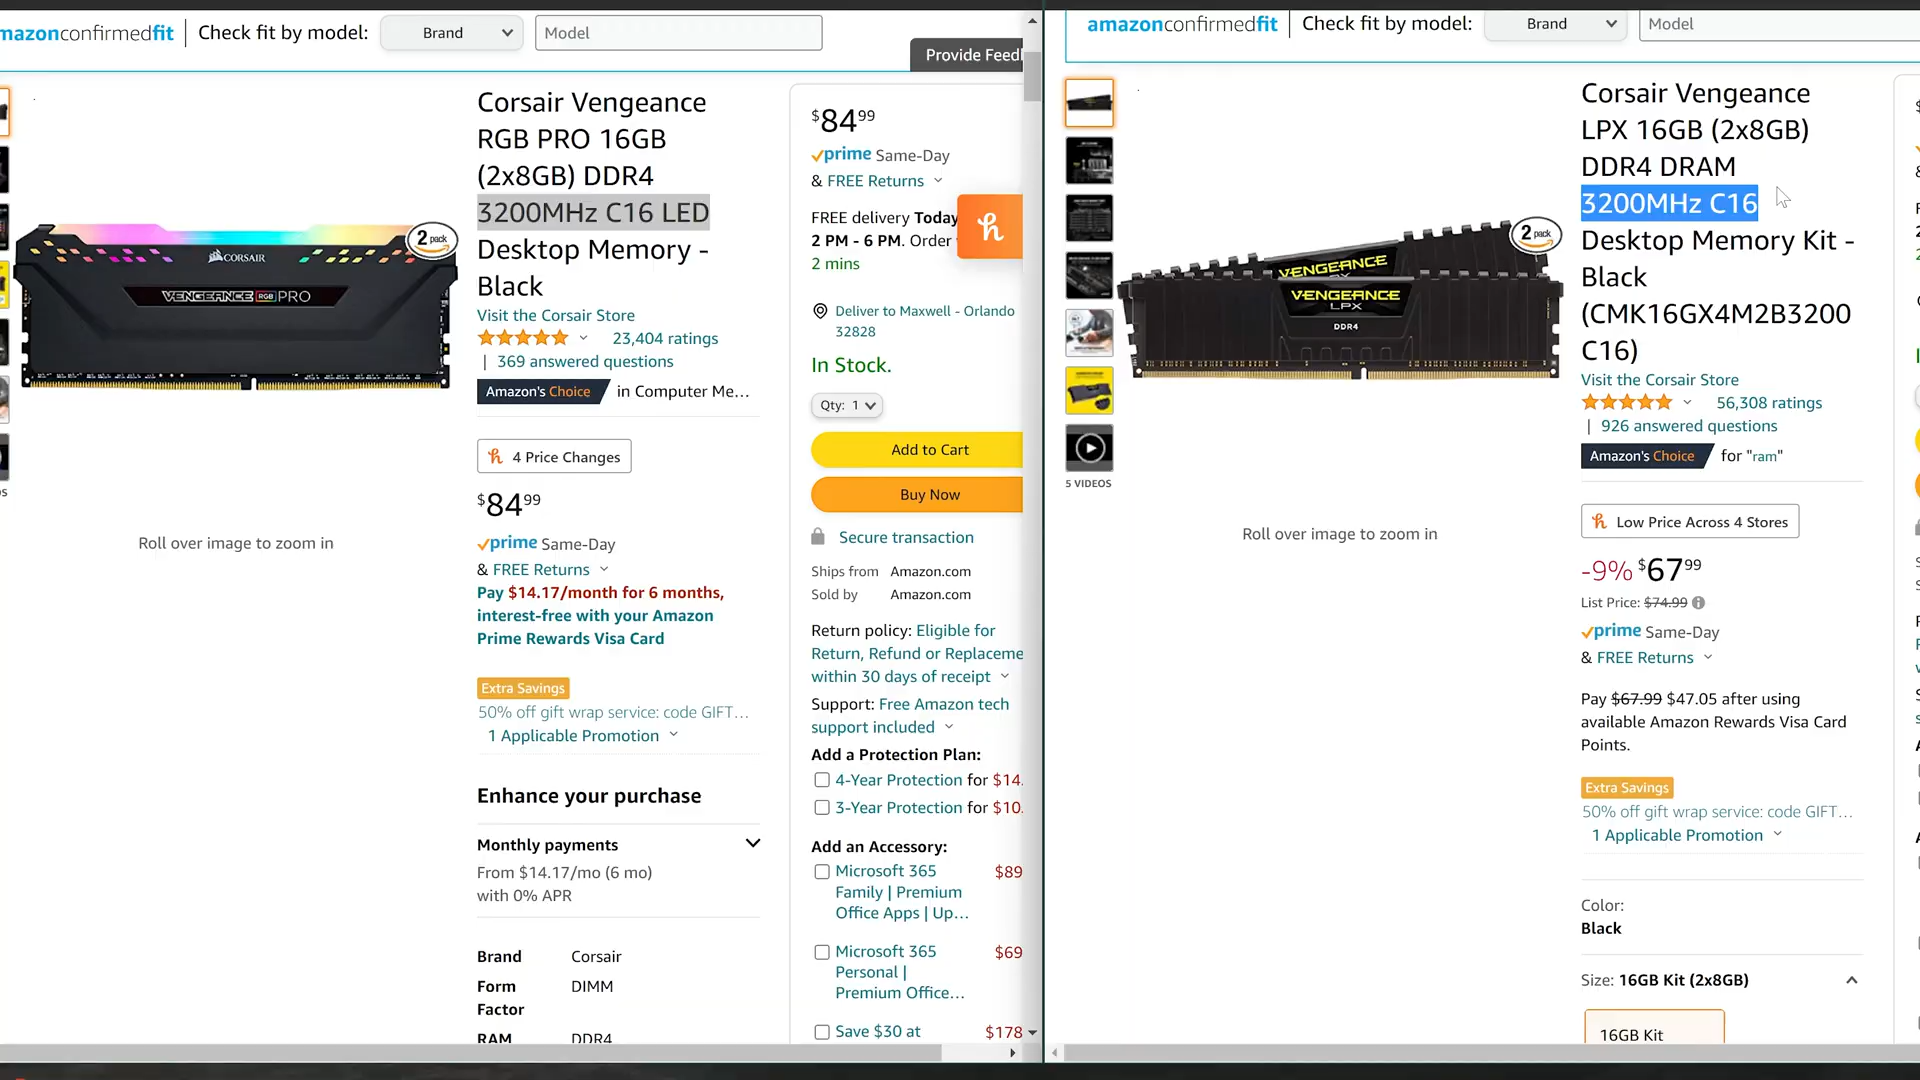 amazonconfirmedfit
Check fit by model:
Brand
Model
Provide Feedl
CORSAIR
VENGEANCE RGB PRO
2 pack
Roll over image to zoom in
Corsair Vengeance
RGB PRO 16GB
(2x8GB) DDR4
3200MHz C16 LED
Desktop Memory -
Black
Visit the Corsair Store
23,404 ratings
| 369 answered questions
Amazon's Choice in Computer Me...
4 Price Changes
$84.99
prime Same-Day
& FREE Returns
Pay $14.17/month for 6 months,
interest-free with your Amazon
Prime Rewards Visa Card
Extra Savings
50% off gift wrap service: code GIFT...
1 Applicable Promotion
Enhance your purchase
Monthly payments
From $14.17/mo (6 mo)
with 0% APR
Brand Corsair
Form DIMM
Factor
RAM DDR4
$84.99
prime Same-Day
& FREE Returns
FREE delivery Today
2 PM - 6 PM. Order
2 mins
Deliver to Maxwell - Orlando
32828
In Stock.
Qty: 1
Add to Cart
Buy Now
Secure transaction
Ships from Amazon.com
Sold by Amazon.com
Return policy: Eligible for
Return, Refund or Replaceme
within 30 days of receipt
Support: Free Amazon tech
support included
Add a Protection Plan:
4-Year Protection for $14.
3-Year Protection for $10.
Add an Accessory:
Microsoft 365 $89
Family | Premium
Office Apps | Up...
Microsoft 365 $69
Personal |
Premium Office...
Save $30 at $178
amazonconfirmedfit
Check fit by model:
Brand
Model
5 VIDEOS
VENGEANCE
VENGEANCE
LPX
DDR4
2 pack
Roll over image to zoom in
Corsair Vengeance
LPX 16GB (2x8GB)
DDR4 DRAM
3200MHz C16
Desktop Memory Kit -
Black
(CMK16GX4M2B3200
C16)
Visit the Corsair Store
56,308 ratings
| 926 answered questions
Amazon's Choice for "ram"
Low Price Across 4 Stores
-9% $67.99
List Price: $74.99
prime Same-Day
& FREE Returns
Pay $67.99 $47.05 after using
available Amazon Rewards Visa Card
Points.
Extra Savings
50% off gift wrap service: code GIFT...
1 Applicable Promotion
Color:
Black
Size: 16GB Kit (2x8GB)
16GB Kit